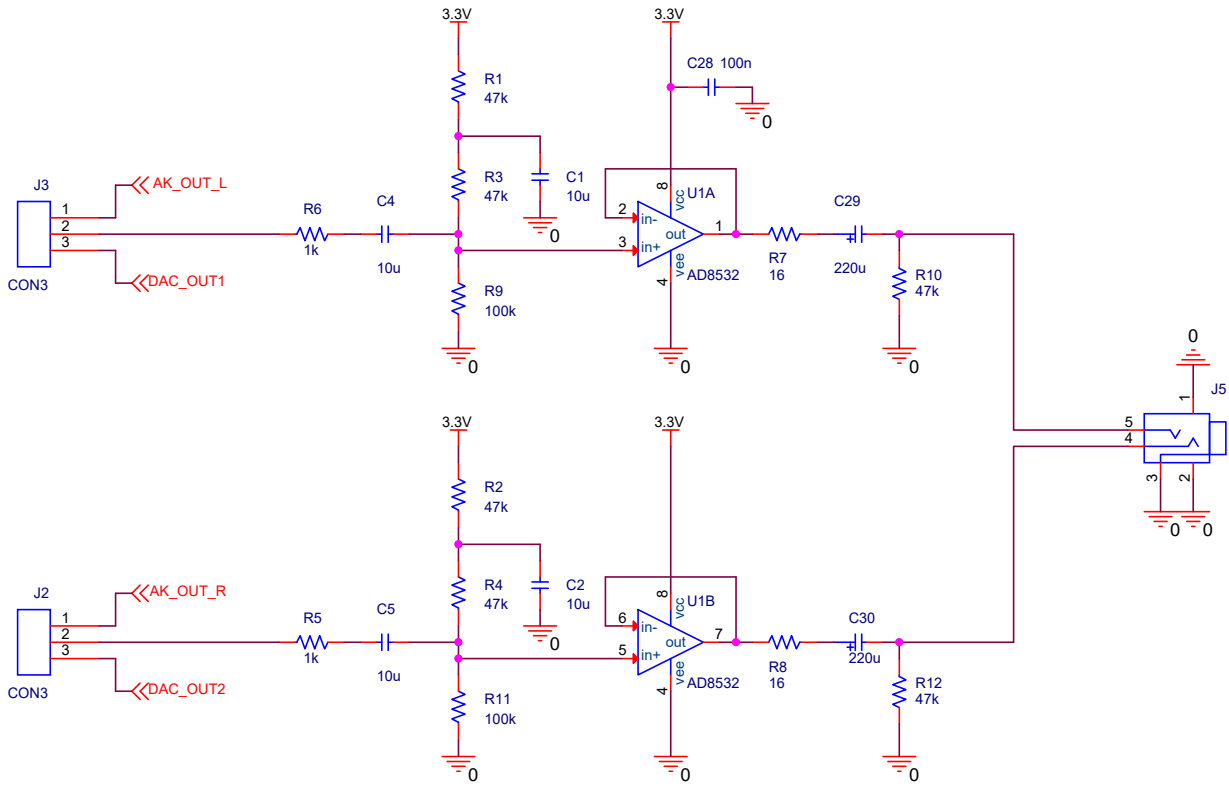 3.3V
3.3V
R1
47k
C28 100n
0
J3
1
2
3
CON3
AK_OUT_L
DAC_OUT1
R6
1k
C4
10u
R3
47k
C1
10u
0
R9
100k
0
2
3
in-
in+
out
8
vcc
vee
4
U1A
1
AD8532
0
R7
16
C29
220u
R10
47k
0
3.3V
3.3V
R2
47k
J2
1
2
3
CON3
AK_OUT_R
DAC_OUT2
R5
1k
C5
10u
R4
47k
C2
10u
0
R11
100k
0
6
5
in-
in+
out
8
vcc
vee
4
U1B
7
AD8532
0
R8
16
C30
220u
R12
47k
0
0
J5
1
5
4
3
2
0
0